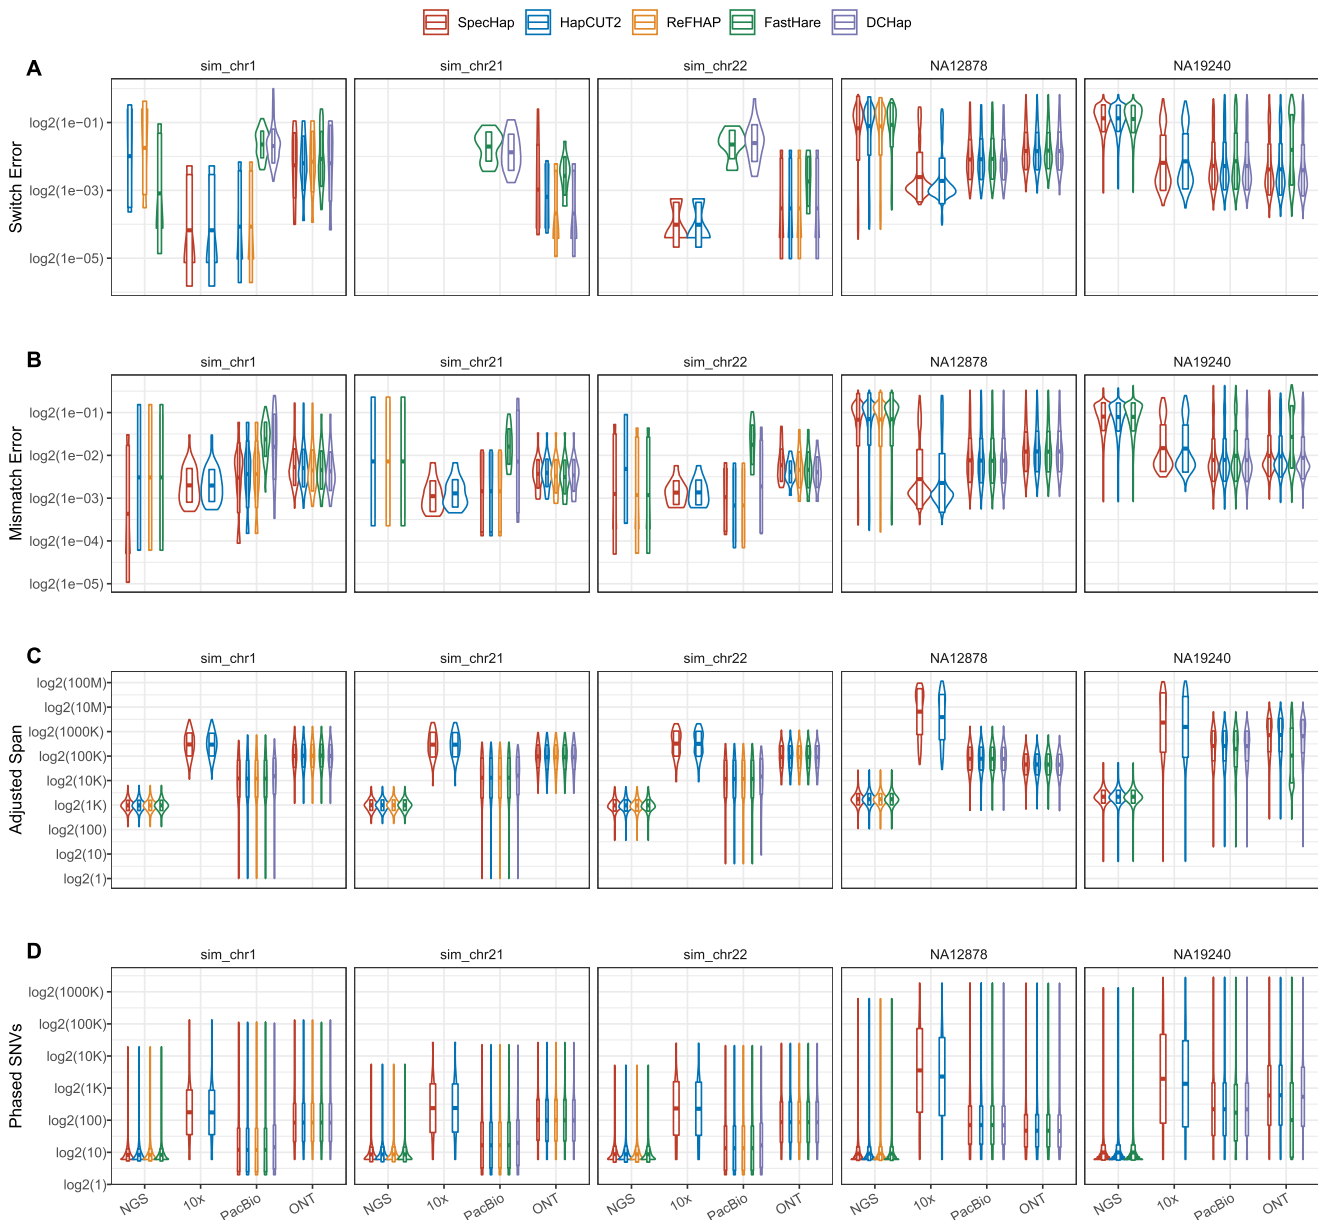 SpecHap HapCUT2 ReFHAP FastHare DCHap
A
sim_chr1 sim_chr21 sim_chr22 NA12878 NA19240
Switch Error
log2(1e−01)
log2(1e−03)
log2(1e−05)
B
sim_chr1 sim_chr21 sim_chr22 NA12878 NA19240
Mismatch Error
log2(1e−01)
log2(1e−02)
log2(1e−03)
log2(1e−04)
log2(1e−05)
C
sim_chr1 sim_chr21 sim_chr22 NA12878 NA19240
Adjusted Span
log2(100M)
log2(10M)
log2(1000K)
log2(100K)
log2(10K)
log2(1K)
log2(100)
log2(10)
log2(1)
D
sim_chr1 sim_chr21 sim_chr22 NA12878 NA19240
Phased SNVs
log2(1000K)
log2(100K)
log2(10K)
log2(1K)
log2(100)
log2(10)
log2(1)
NGS 10x PacBio ONT NGS 10x PacBio ONT NGS 10x PacBio ONT NGS 10x PacBio ONT NGS 10x PacBio ONT